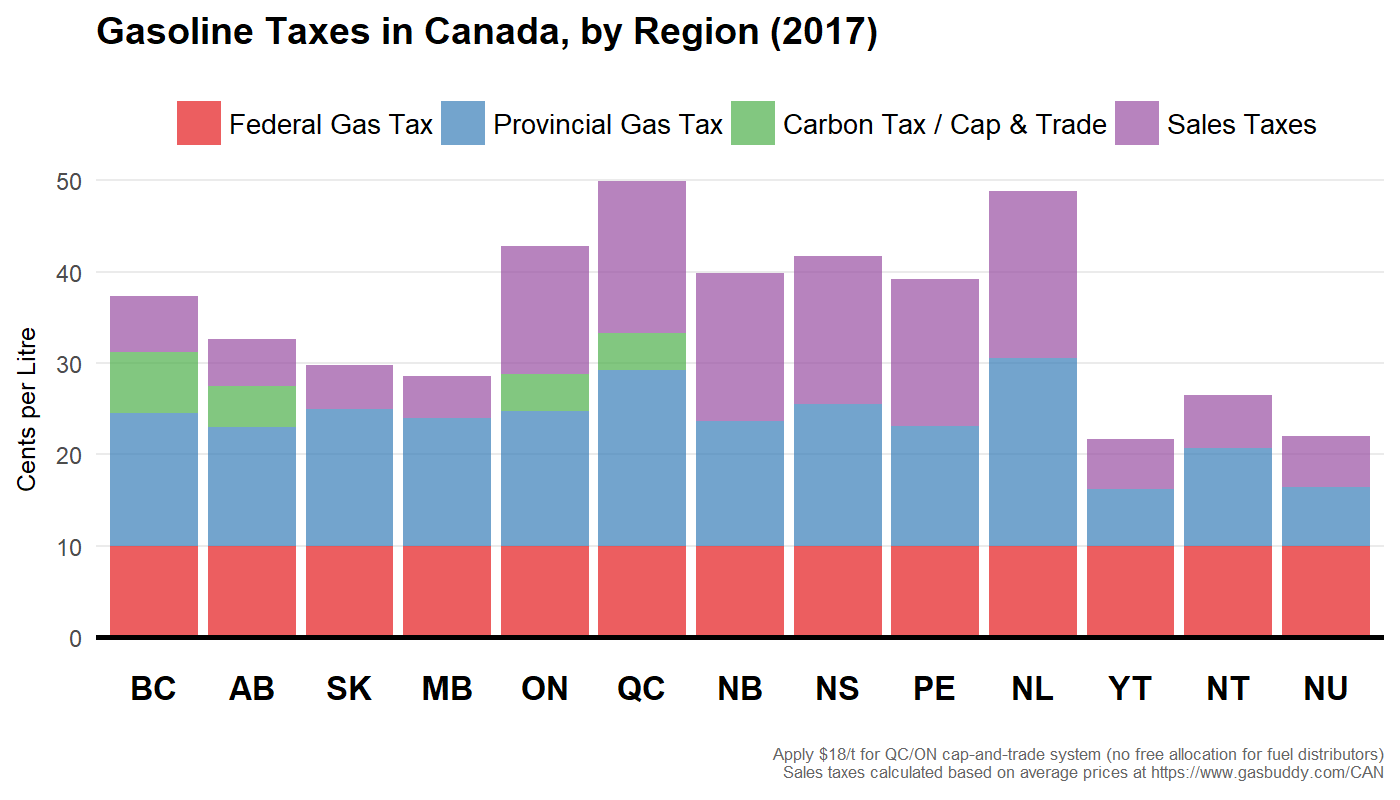 Gasoline Taxes in Canada, by Region (2017)
Federal Gas Tax Provincial Gas Tax Carbon Tax / Cap & Trade Sales Taxes
Cents per Litre
50
40
30
20
10
0
BC AB SK MB ON QC NB NS PE NL YT NT NU
Apply $18/t for QC/ON cap-and-trade system (no free allocation for fuel distributors)
Sales taxes calculated based on average prices at https://www.gasbuddy.com/CAN